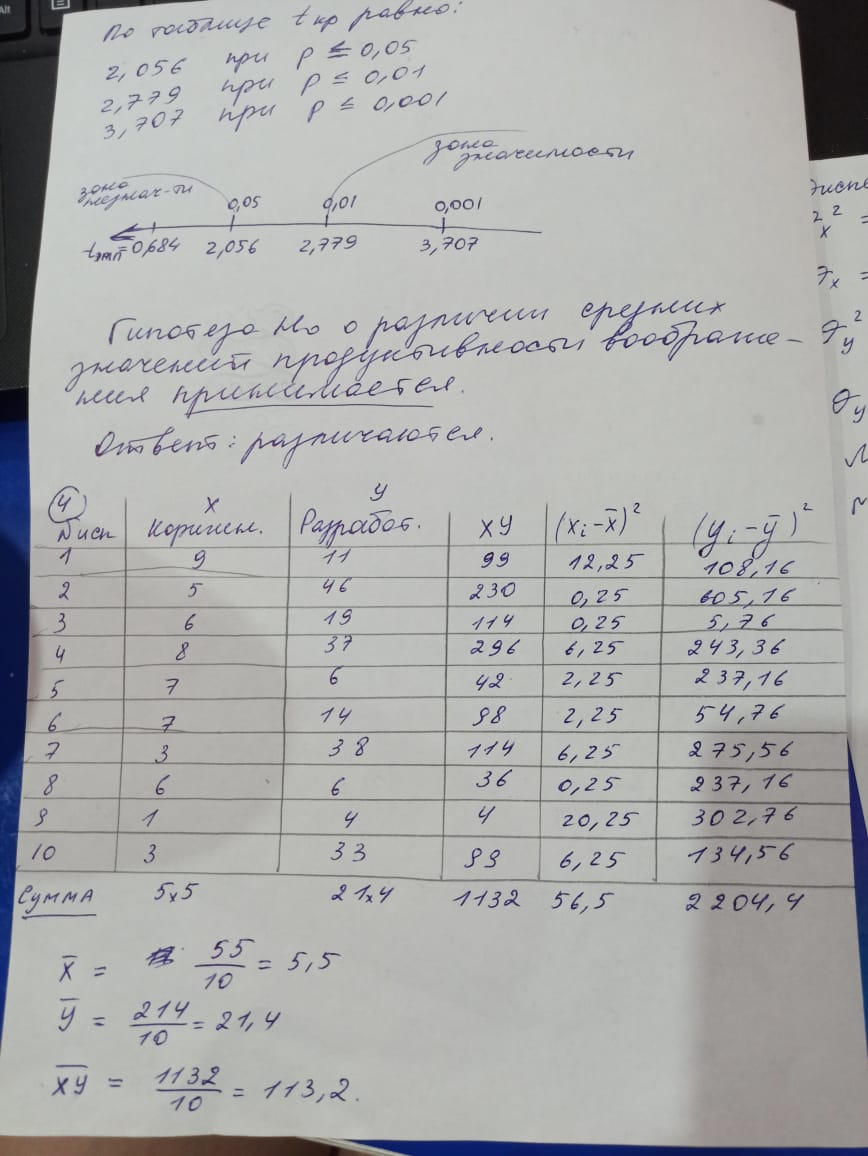 По таблице t кр равно:
2,056 при p ≤ 0,05
2,779 при p ≤ 0,01
3,707 при p ≤ 0,001
зона значимости
зона незнач-ти
0,05 0,01 0,001
tэмп=0,684 2,056 2,779 3,707
Гипотеза Но о различии средних
значений продуктивности вообраше-
ния принимается.
Ответ: различаются.
4
x y
№исп Разработ. xy (xi-x̄)² (yi-ȳ)²
1 9 11 99 12,25 108,16
2 5 46 230 0,25 605,16
3 6 19 114 0,25 5,76
4 8 37 296 6,25 243,36
5 7 6 42 2,25 237,16
6 7 14 98 2,25 54,76
7 3 38 114 6,25 275,56
8 6 6 36 0,25 237,16
9 1 4 4 20,25 302,76
10 3 33 99 6,25 134,56
Сумма 5x5 21x4 1132 56,5 2204,4
x̄ = 55/10 = 5,5
ȳ = 214/10 = 21,4
x̄ȳ = 1132/10 = 113,2.